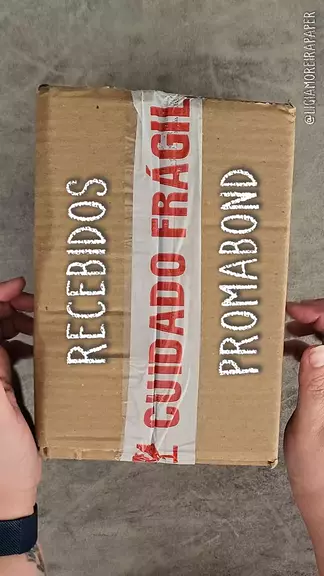 @LIGIAMOREIRAPAPER
RECEBIDOS
CUIDADO FRÁGIL
PROMABOND